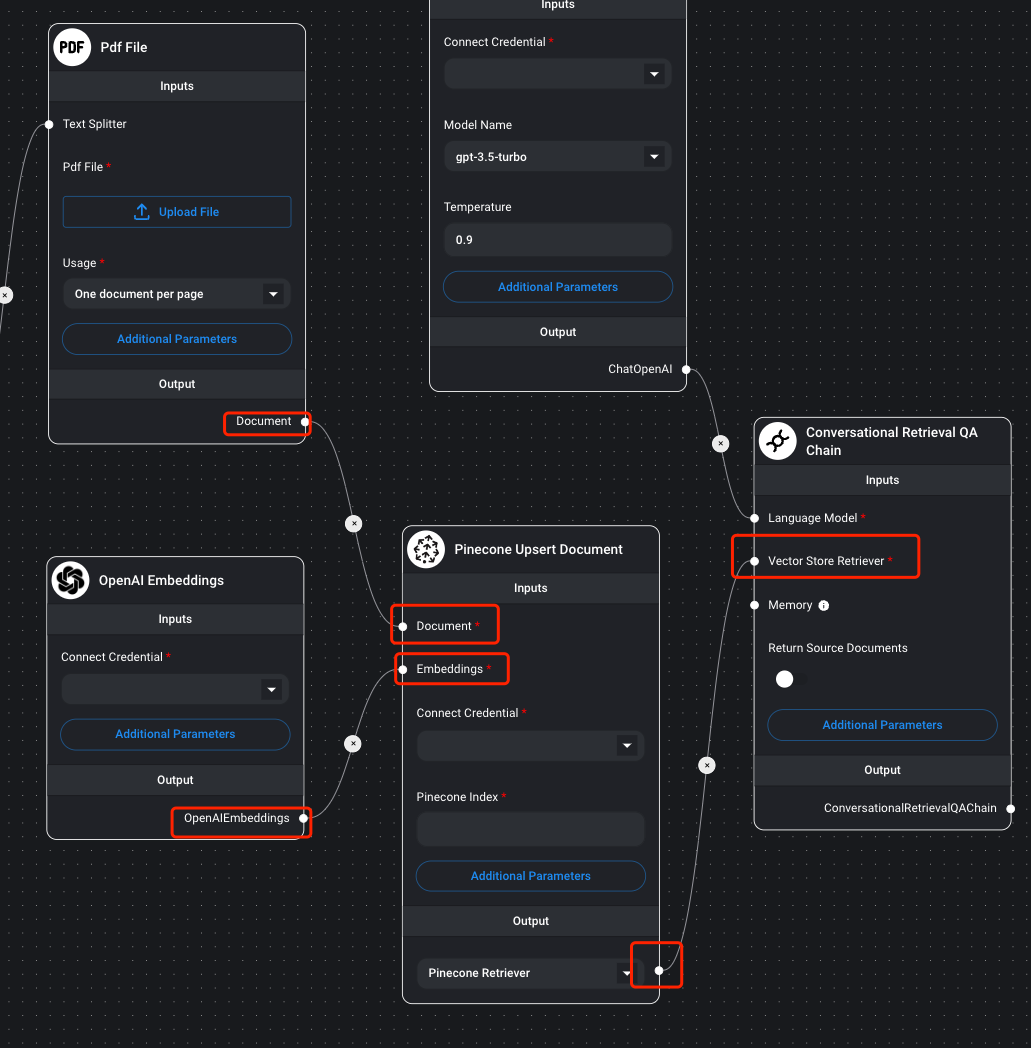 PDF
Pdf File
Inputs
Text Splitter
Pdf File *
Upload File
Usage *
One document per page
Additional Parameters
Output
Document
Inputs
Connect Credential *
Model Name
gpt-3.5-turbo
Temperature
0.9
Additional Parameters
Output
ChatOpenAI
OpenAI Embeddings
Inputs
Connect Credential *
Additional Parameters
Output
OpenAIEmbeddings
Pinecone Upsert Document
Inputs
Document *
Embeddings *
Connect Credential *
Pinecone Index *
Additional Parameters
Output
Pinecone Retriever
Conversational Retrieval QA
Chain
Inputs
Language Model *
Vector Store Retriever *
Memory
Return Source Documents
Additional Parameters
Output
ConversationalRetrievalQAChain